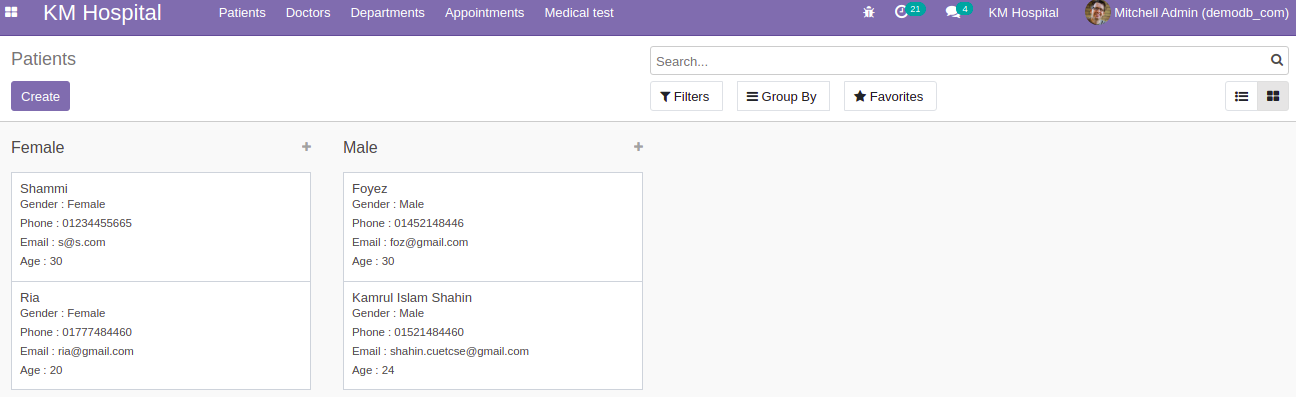 KM Hospital Patients Doctors Departments Appointments Medical test 21 4 KM Hospital Mitchell Admin (demodb_com)
Patients
Search...
Create
Filters Group By Favorites
Female +
Shammi
Gender : Female
Phone : 01234455665
Email : s@s.com
Age : 30
Ria
Gender : Female
Phone : 01777484460
Email : ria@gmail.com
Age : 20
Male +
Foyez
Gender : Male
Phone : 01452148446
Email : foz@gmail.com
Age : 30
Kamrul Islam Shahin
Gender : Male
Phone : 01521484460
Email : shahin.cuetcse@gmail.com
Age : 24